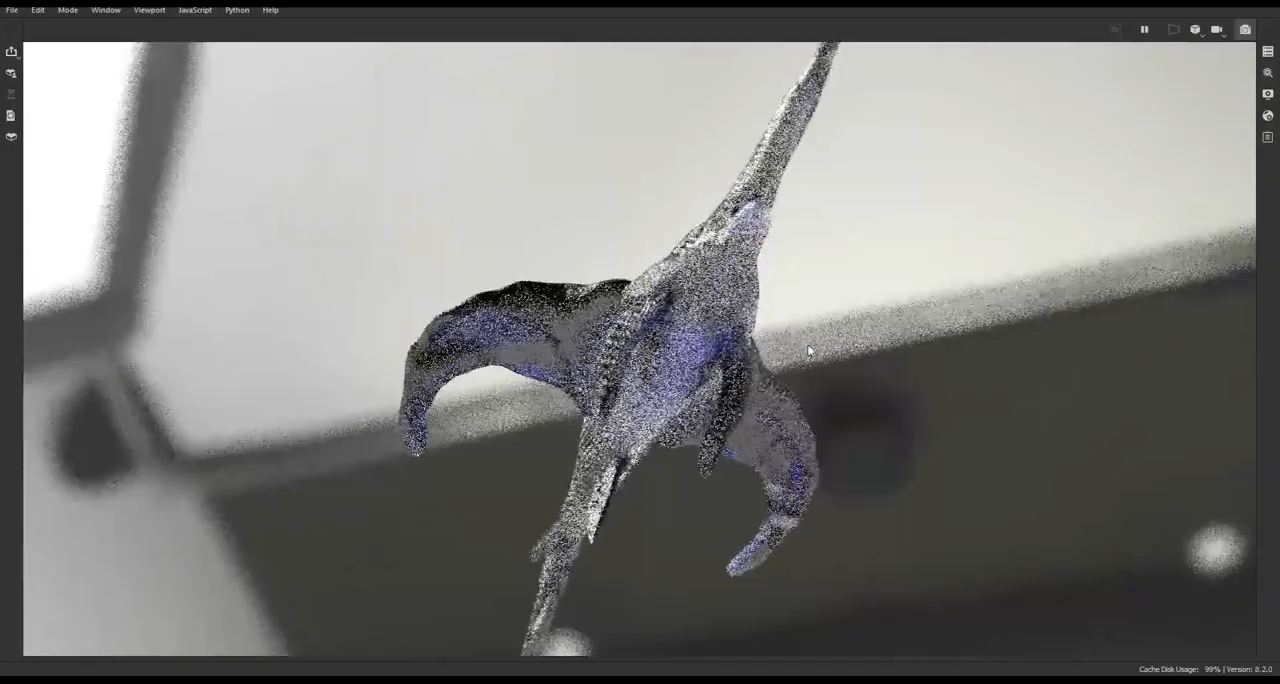 File Edit Mode Window Viewport JavaScript Python Help
Cache Disk Usage: 99% | Version: 8.2.0